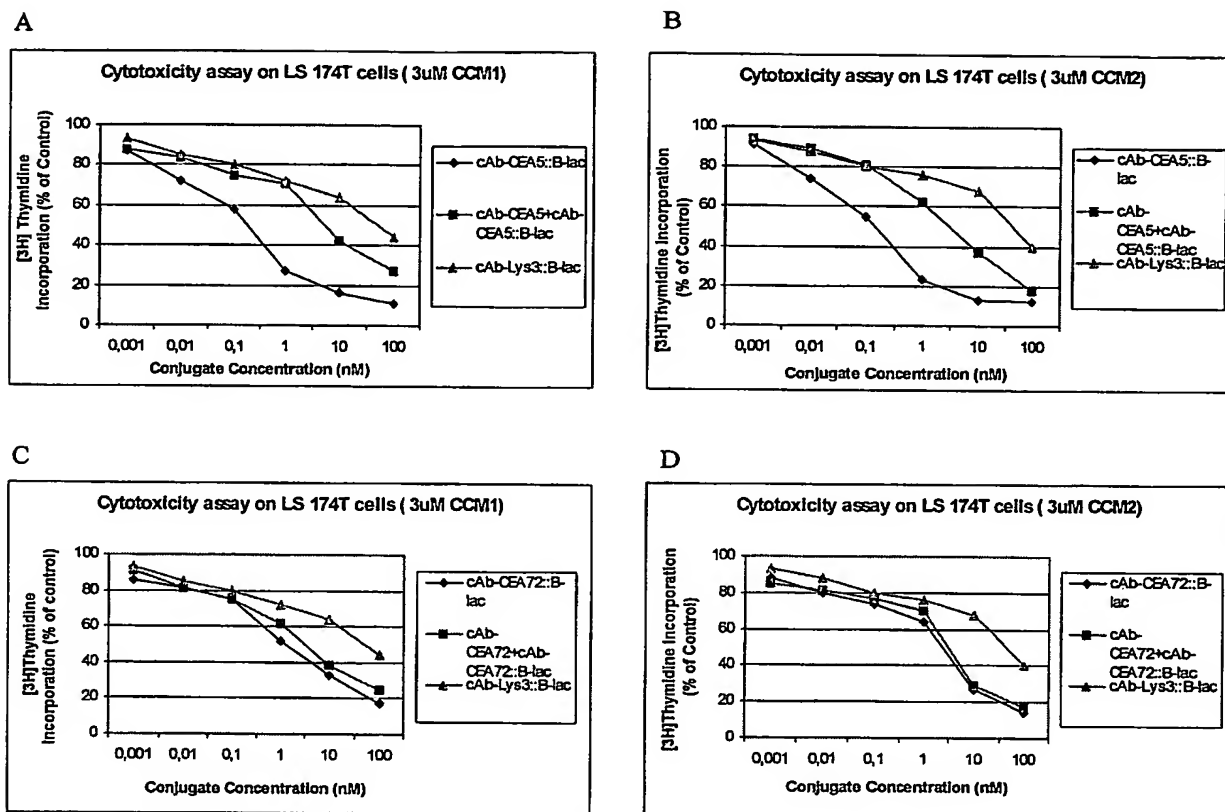 A
Cytotoxicity assay on LS 174T cells ( 3uM CCM1)
[3H] Thymidine
Incorporation (% of Control)
100
80
60
40
20
0
0,001 0,01 0,1 1 10 100
Conjugate Concentration (nM)
cAb-CEA5::B-lac
cAb-CEA5+cAb-
CEA5::B-lac
cAb-Lys3::B-lac
B
Cytotoxicity assay on LS 174T cells ( 3uM CCM2)
[3H]Thymidine Incorporation
(% of Control)
100
80
60
40
20
0
0,001 0,01 0,1 1 10 100
Conjugate Concentration (nM)
cAb-CEA5::B-
lac
cAb-
CEA5+cAb-
CEA5::B-lac
cAb-Lys3::B-lac
C
Cytotoxicity assay on LS 174T cells ( 3uM CCM1)
[3H]Thymidine
Incorporation (% of control)
100
80
60
40
20
0
0,001 0,01 0,1 1 10 100
Conjugate Concentration (nM)
cAb-CEA72::B-
lac
cAb-
CEA72+cAb-
CEA72::B-lac
cAb-Lys3::B-lac
D
Cytotoxicity assay on LS 174T cells ( 3uM CCM2)
[3H]Thymidine Incorporation
(% of Control)
100
80
60
40
20
0
0,001 0,01 0,1 1 10 100
Conjugate Concentration (nM)
cAb-CEA72::B-
lac
cAb-
CEA72+cAb-
CEA72::B-lac
cAb-Lys3::B-lac